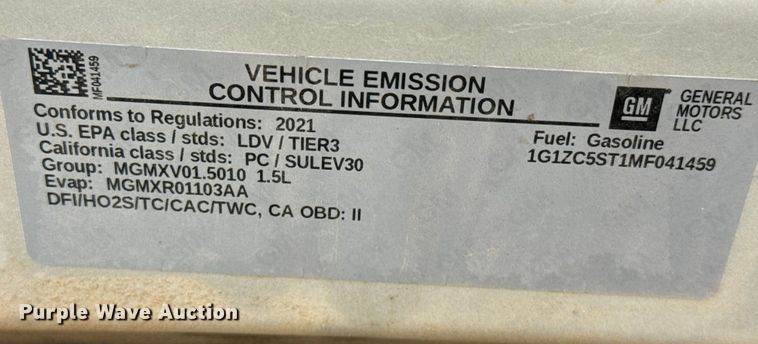 MF041459
VEHICLE EMISSION
CONTROL INFORMATION
GM
GENERAL
MOTORS
LLC
Conforms to Regulations: 2021
U.S. EPA class / stds: LDV / TIER3
California class / stds: PC / SULEV30
Group: MGMXV01.5010 1.5L
Evap: MGMXR01103AA
DFI/HO2S/TC/CAC/TWC, CA OBD: II
Fuel: Gasoline
1G1ZC5ST1MF041459
Purple Wave Auction